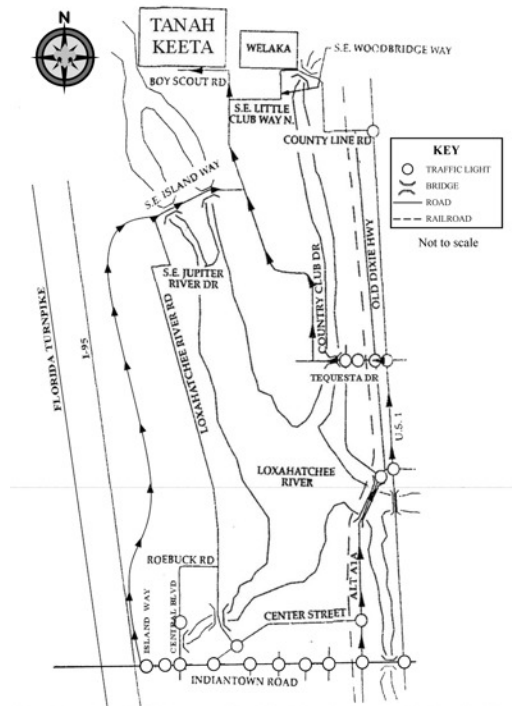 TANAH
KEETA
WELAKA
S.E. WOODBRIDGE WAY
BOY SCOUT RD
S.E. LITTLE
CLUB WAY N.
COUNTY LINE RD
KEY
TRAFFIC LIGHT
BRIDGE
ROAD
RAILROAD
Not to scale
S.E. ISLAND WAY
S.E. JUPITER
RIVER DR
COUNTRY CLUB DR
OLD DIXIE HWY
FLORIDA TURNPIKE
I-95
LOXAHATCHEE RIVER RD
TEQUESTA DR
U.S. 1
LOXAHATCHEE
RIVER
ROEBUCK RD
ISLAND WAY
CENTRAL BLVD
CENTER STREET
ALT A1A
INDIANTOWN ROAD